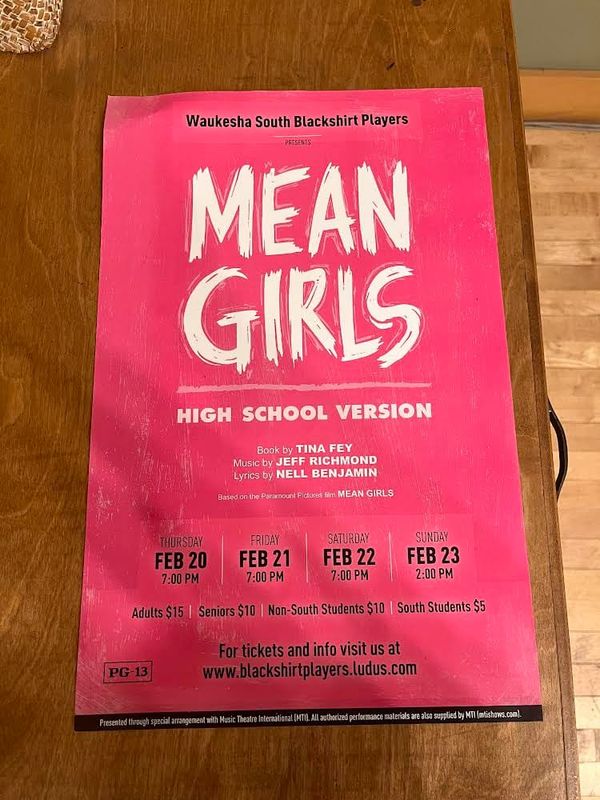 Waukesha South Blackshirt Players
PRESENTS
MEAN
GIRLS
HIGH SCHOOL VERSION
Book by TINA FEY
Music by JEFF RICHMOND
Lyrics by NELL BENJAMIN
Based on the Paramount Pictures film MEAN GIRLS
THURSDAY FRIDAY SATURDAY SUNDAY
FEB 20 FEB 21 FEB 22 FEB 23
7:00 PM 7:00 PM 7:00 PM 2:00 PM
Adults $15 | Seniors $10 | Non-South Students $10 | South Students $5
For tickets and info visit us at
www.blackshirtplayers.ludus.com
PG-13
Presented through special arrangement with Music Theatre International (MTI). All authorized performance materials are also supplied by MTI (mtishows.com).